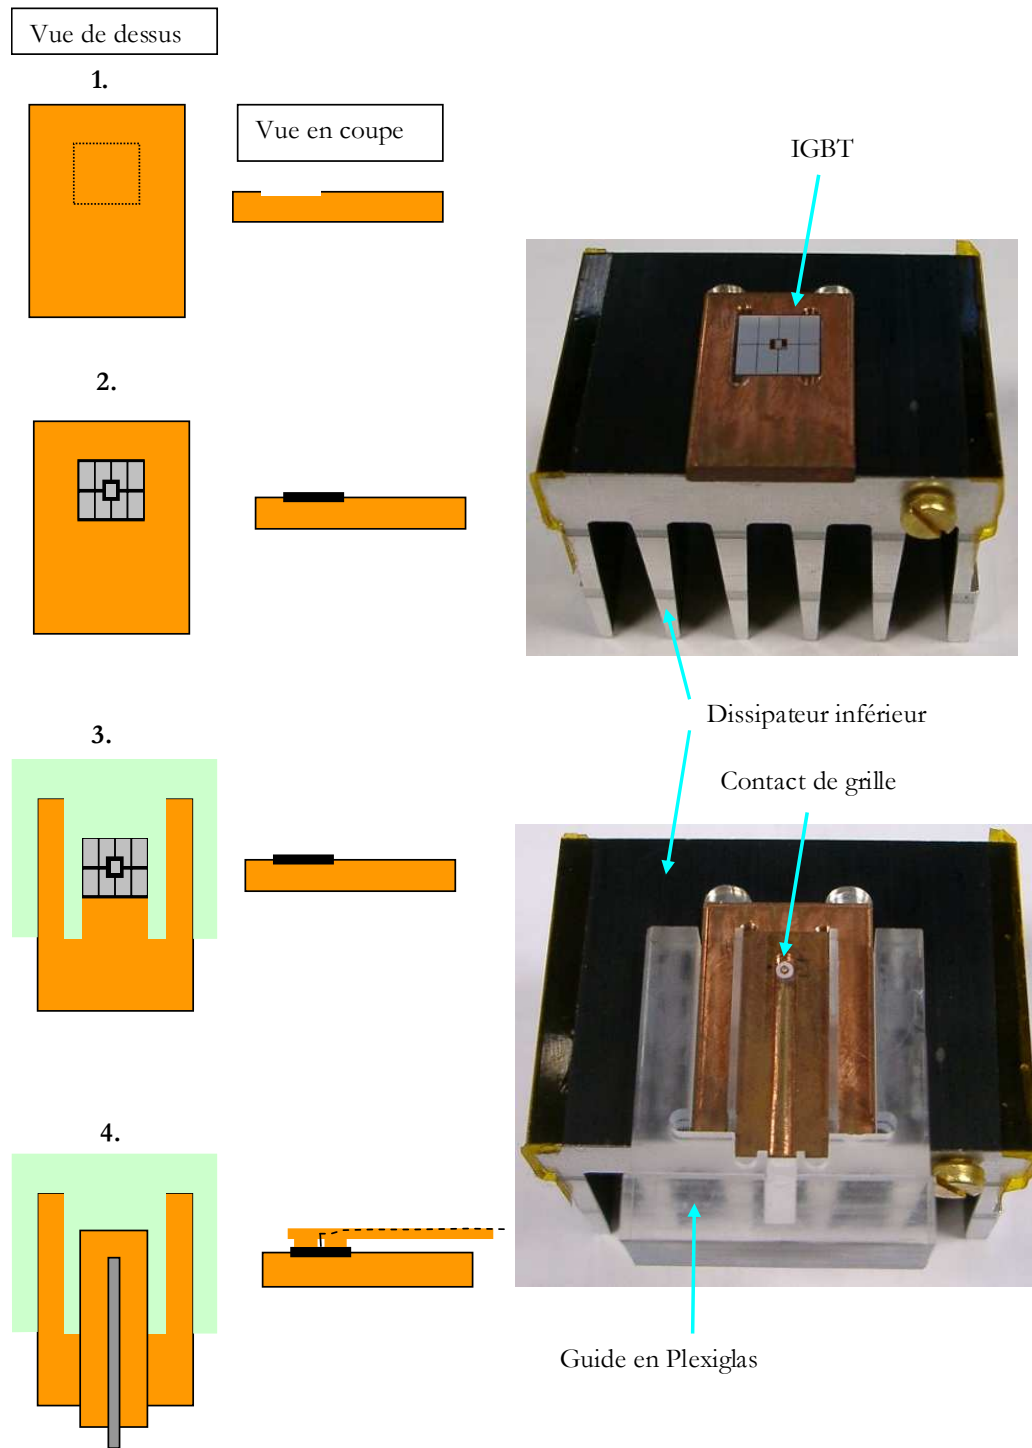 Vue de dessus
1.
Vue en coupe
IGBT
2.
Dissipateur inférieur
3.
Contact de grille
4.
Guide en Plexiglas